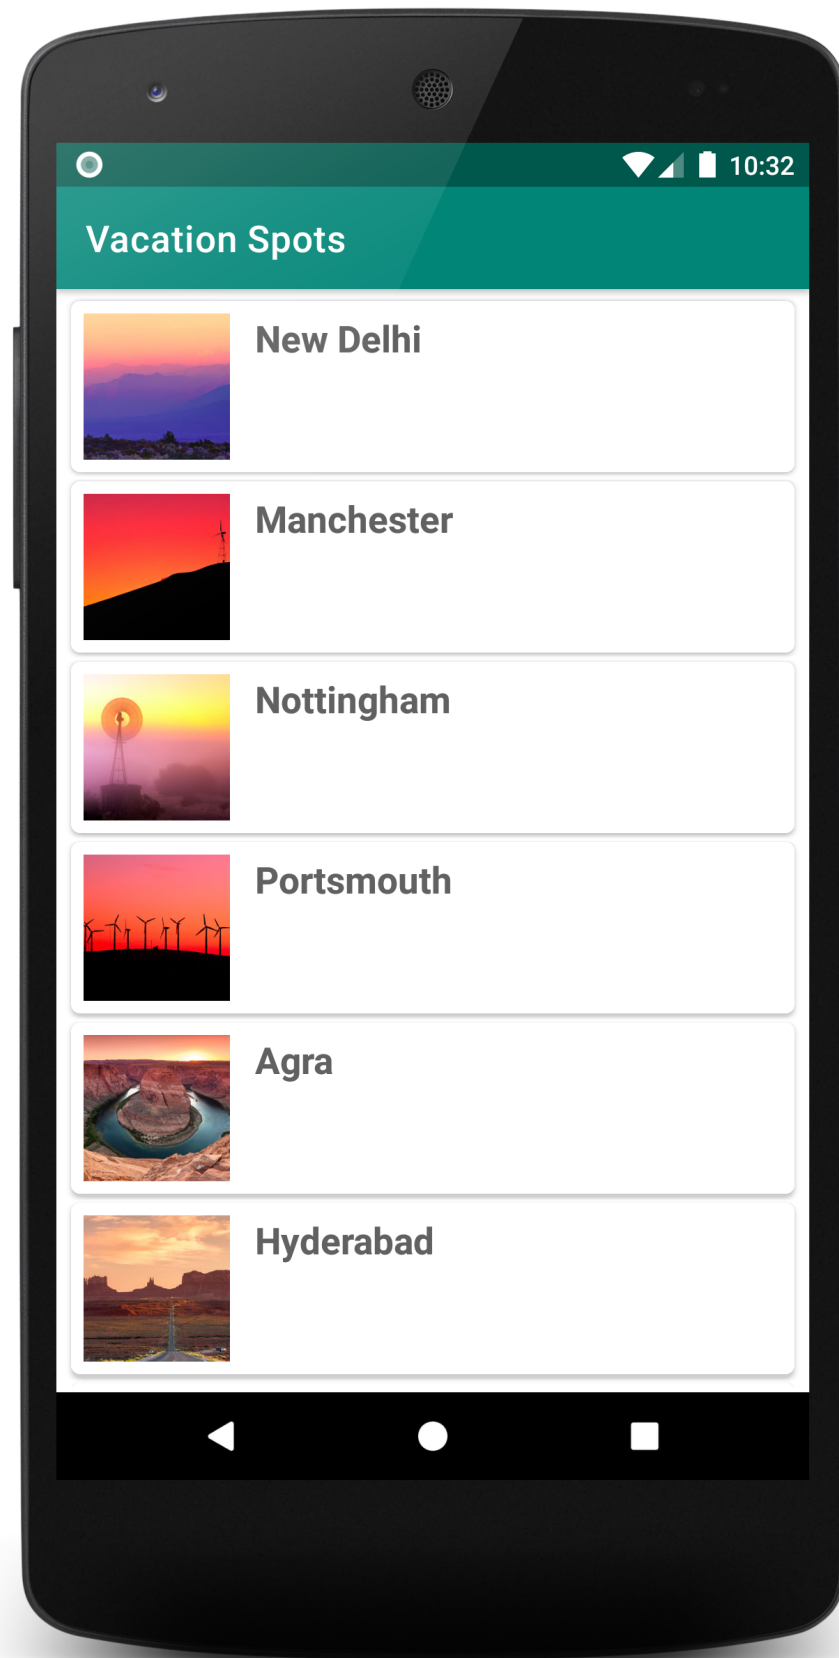 10:32
Vacation Spots
New Delhi
Manchester
Nottingham
Portsmouth
Agra
Hyderabad